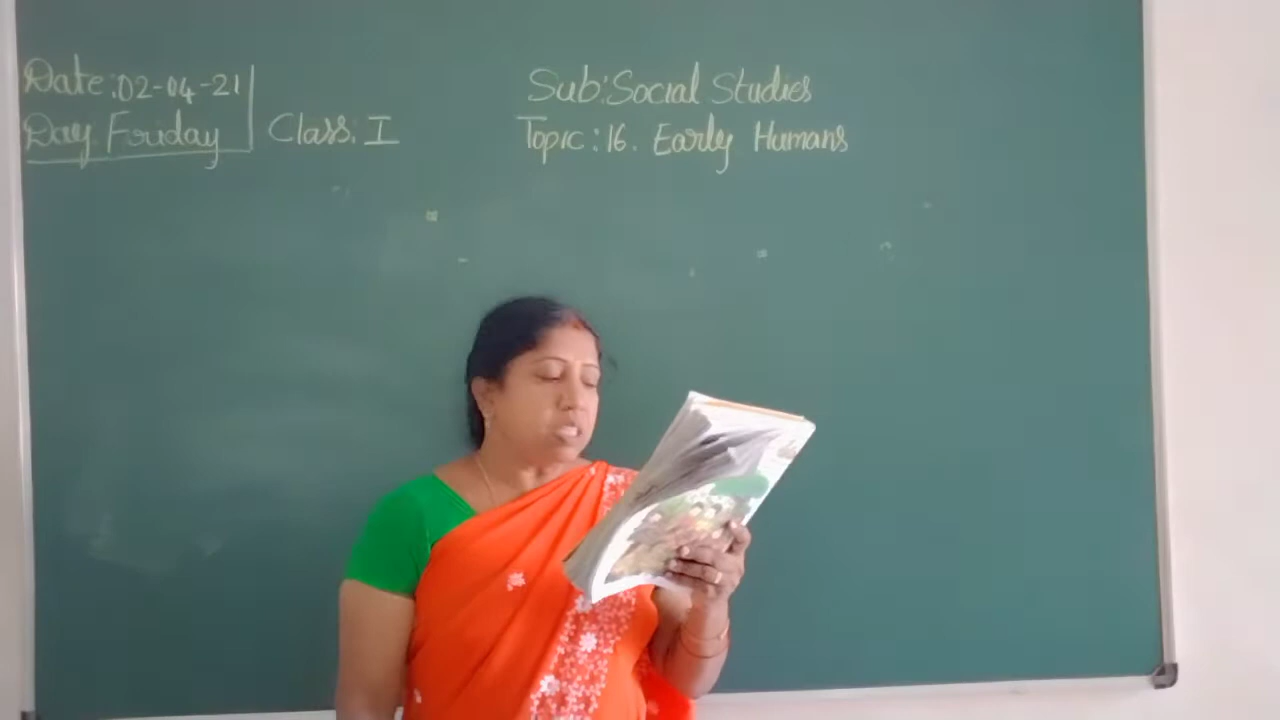 Date:02-04-21
Day Friday
Class. I
Sub:Social Studies
Topic:16. Early Humans